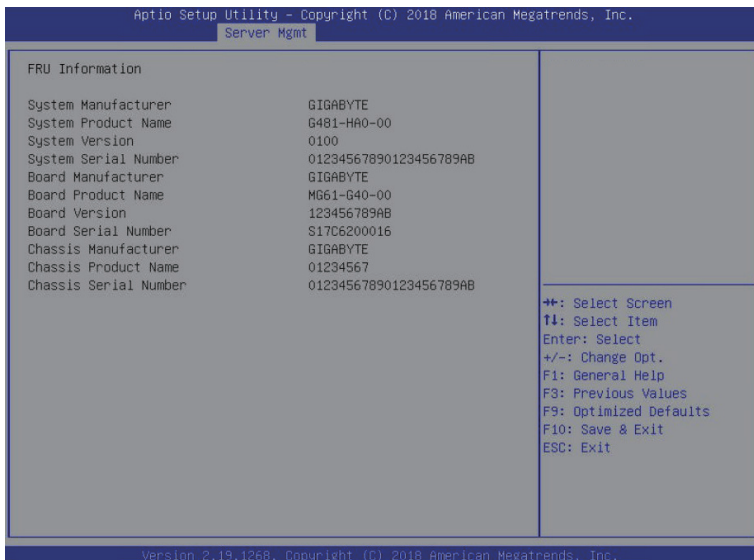 Aptio Setup Utility – Copyright (C) 2018 American Megatrends, Inc.
Server Mgmt
FRU Information
System Manufacturer GIGABYTE
System Product Name G481-HA0-00
System Version 0100
System Serial Number 01234567890123456789AB
Board Manufacturer GIGABYTE
Board Product Name MG61-G40-00
Board Version 123456789AB
Board Serial Number S17C6200016
Chassis Manufacturer GIGABYTE
Chassis Product Name 01234567
Chassis Serial Number 01234567890123456789AB
→←: Select Screen
↑↓: Select Item
Enter: Select
+/-: Change Opt.
F1: General Help
F3: Previous Values
F9: Optimized Defaults
F10: Save & Exit
ESC: Exit
Version 2.19.1268. Copyright (C) 2018 American Megatrends, Inc.